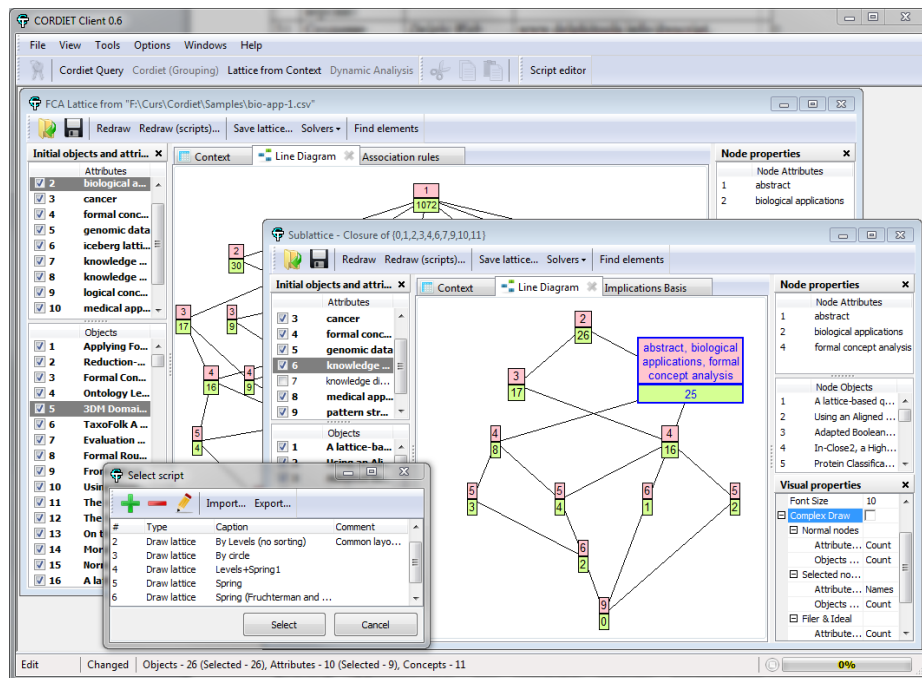 CORDIET Client 0.6
File View Tools Options Windows Help
Cordiet Query Cordiet (Grouping) Lattice from Context Dynamic Analiysis Script editor
FCA Lattice from "F:\Curs\Cordiet\Samples\bio-app-1.csv"
Redraw Redraw (scripts)... Save lattice... Solvers Find elements
Initial objects and attri...
Attributes
2 biological a...
3 cancer
4 formal conc...
5 genomic data
6 iceberg latti...
7 knowledge ...
8 knowledge ...
9 logical conc...
10 medical app...
Objects
1 Applying Fo...
2 Reduction-...
3 Formal Con...
4 Ontology Le...
5 3DM Domai...
6 TaxoFolk A ...
7 Evaluation ...
8 Formal Rou...
9 Fron
10 Usin
11 The
12 The
13 On t
14 Mor
15 Nor
16 A la
Context Line Diagram Association rules
1
1072
2
30
3
17
3
9
4
16
4
9
5
4
Node properties
Node Attributes
1 abstract
2 biological applications
Sublattice - Closure of {0,1,2,3,4,6,7,9,10,11}
Redraw Redraw (scripts)... Save lattice... Solvers Find elements
Initial objects and attri...
Attributes
3 cancer
4 formal conc...
5 genomic data
6 knowledge ...
7 knowledge di...
8 medical app...
9 pattern str...
Objects
1 A lattice-ba...
Context Line Diagram Implications Basis
2
26
abstract, biological
applications, formal
concept analysis
25
3
17
4
8
4
16
5
3
5
4
6
1
5
2
6
2
9
0
Node properties
Node Attributes
1 abstract
2 biological applications
4 formal concept analysis
Node Objects
1 A lattice-based q...
2 Using an Aligned ...
3 Adapted Boolean...
4 In-Close2, a High...
5 Protein Classifica...
Visual properties
Font Size 10
Complex Draw
Normal nodes
Attribute... Count
Objects ... Count
Selected no...
Attribute... Names
Objects ... Count
Filer & Ideal
Attribute... Count
Select script
Import... Export...
# Type Caption Comment
2 Draw lattice By Levels (no sorting) Common layo...
3 Draw lattice By circle
4 Draw lattice Levels+Spring1
5 Draw lattice Spring
6 Draw lattice Spring (Fruchterman and ...
Select Cancel
Edit Changed Objects - 26 (Selected - 26), Attributes - 10 (Selected - 9), Concepts - 11 0%